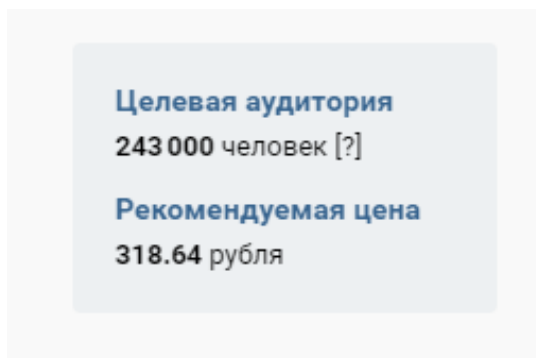 Целевая аудитория
243 000 человек [?]
Рекомендуемая цена
318.64 рубля